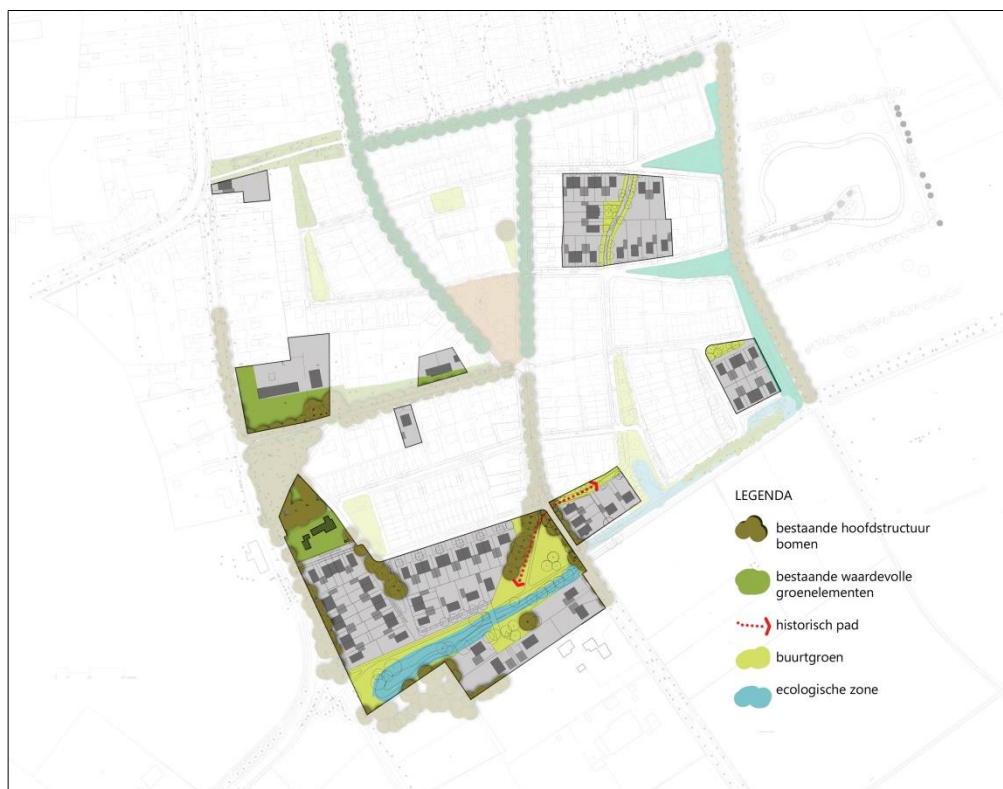 LEGENDA
bestaande hoofdstructuur
bomen
bestaande waardevolle
groenelementen
historisch pad
buurtgroen
ecologische zone